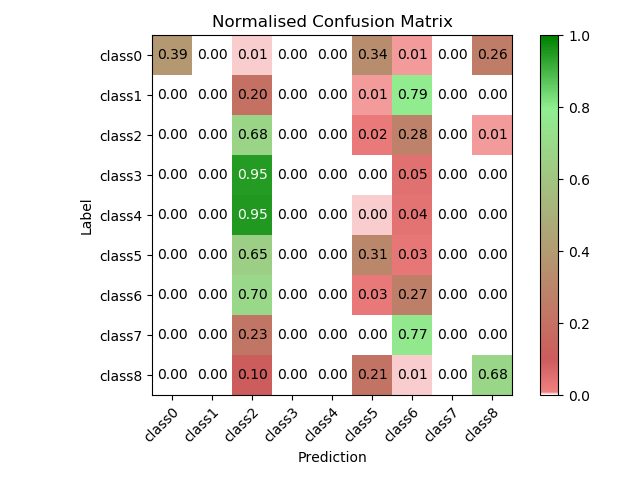 Normalised Confusion Matrix
class0 0.39 0.00 0.01 0.00 0.00 0.34 0.01 0.00 0.26
class1 0.00 0.00 0.20 0.00 0.00 0.01 0.79 0.00 0.00
class2 0.00 0.00 0.68 0.00 0.00 0.02 0.28 0.00 0.01
class3 0.00 0.00 0.95 0.00 0.00 0.00 0.05 0.00 0.00
class4 0.00 0.00 0.95 0.00 0.00 0.00 0.04 0.00 0.00
class5 0.00 0.00 0.65 0.00 0.00 0.31 0.03 0.00 0.00
class6 0.00 0.00 0.70 0.00 0.00 0.03 0.27 0.00 0.00
class7 0.00 0.00 0.23 0.00 0.00 0.00 0.77 0.00 0.00
class8 0.00 0.00 0.10 0.00 0.00 0.21 0.01 0.00 0.68
class0 class1 class2 class3 class4 class5 class6 class7 class8
Prediction
Label
1.0
0.8
0.6
0.4
0.2
0.0